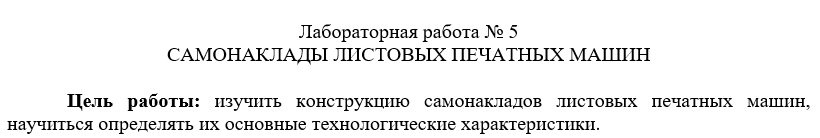 Лабораторная работа № 5
САМОНАКЛАДЫ ЛИСТОВЫХ ПЕЧАТНЫХ МАШИН
Цель работы: изучить конструкцию самонакладов листовых печатных машин,
научиться определять их основные технологические характеристики.